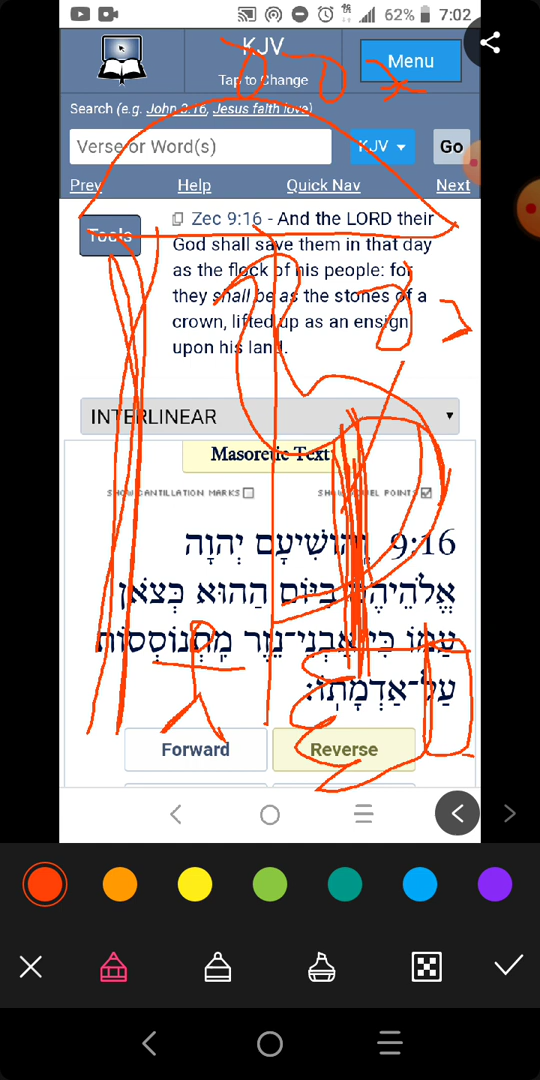 62% 7:02
KJV
Tap to Change
Menu
Search (e.g. John 3:16, Jesus faith love)
Verse or Word(s)
KJV
Go
Prev Help Quick Nav Next
Tools
Zec 9:16 - And the LORD their
God shall save them in that day
as the flock of his people: for
they shall be as the stones of a
crown, lifted up as an ensign
upon his land.
INTERLINEAR
Masoretic Text
SHOW CANTILLATION MARKS SHOW VOWEL POINTS
9:16 וְהוֹשִׁיעָם יְהוָה
אֱלֹהֵיהֶם בַּיּוֹם הַהוּא כְּצֹאן
עַמּוֹ כִּי אַבְנֵי־נֵזֶר מִתְנוֹסְסוֹת
עַל־אַדְמָתוֹ׃
Forward Reverse